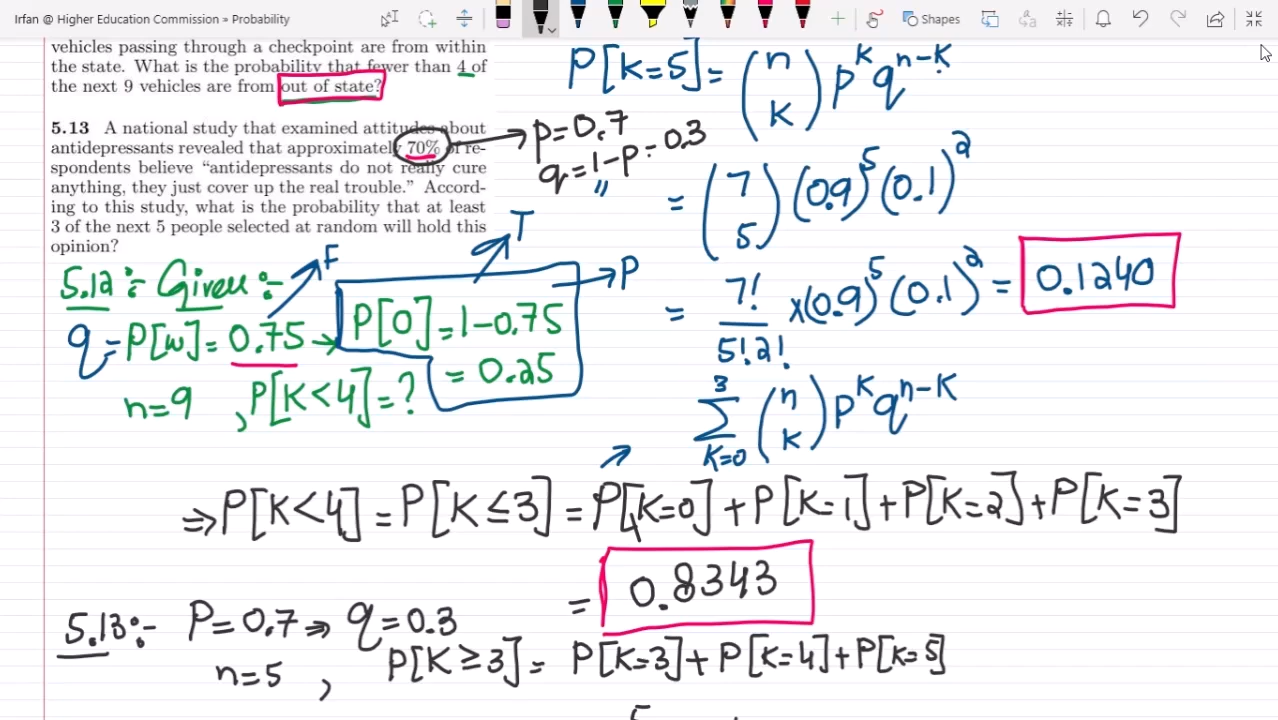 Irfan @ Higher Education Commission » Probability
Shapes
vehicles passing through a checkpoint are from within
the state. What is the probability that fewer than 4 of
the next 9 vehicles are from out of state?
5.13 A national study that examined attitudes about
antidepressants revealed that approximately 70% of re-
spondents believe “antidepressants do not really cure
anything, they just cover up the real trouble.” Accord-
ing to this study, what is the probability that at least
3 of the next 5 people selected at random will hold this
opinion?
p=0.7
q=1-p=0.3
P[k=5]=(n k) p^k q^n-k
= (7 5) (0.9)^5 (0.1)^2
= 7!/5!2! x(0.9)^5 (0.1)^2 = 0.1240
5.12:- Given:-
F
T
P
q=P[w]=0.75 → P[O]=1-0.75
= 0.25
n=9 , P[K<4]=?
3
Σ (n k) p^k q^n-k
k=0
⇒P[K<4]=P[K≤3]=P[k=0]+P[k=1]+P[k=2]+P[k=3]
= 0.8343
5.13:- P=0.7 ⇒ q=0.3
n=5 , P[K≥3]= P[k=3]+P[k=4]+P[k=5]